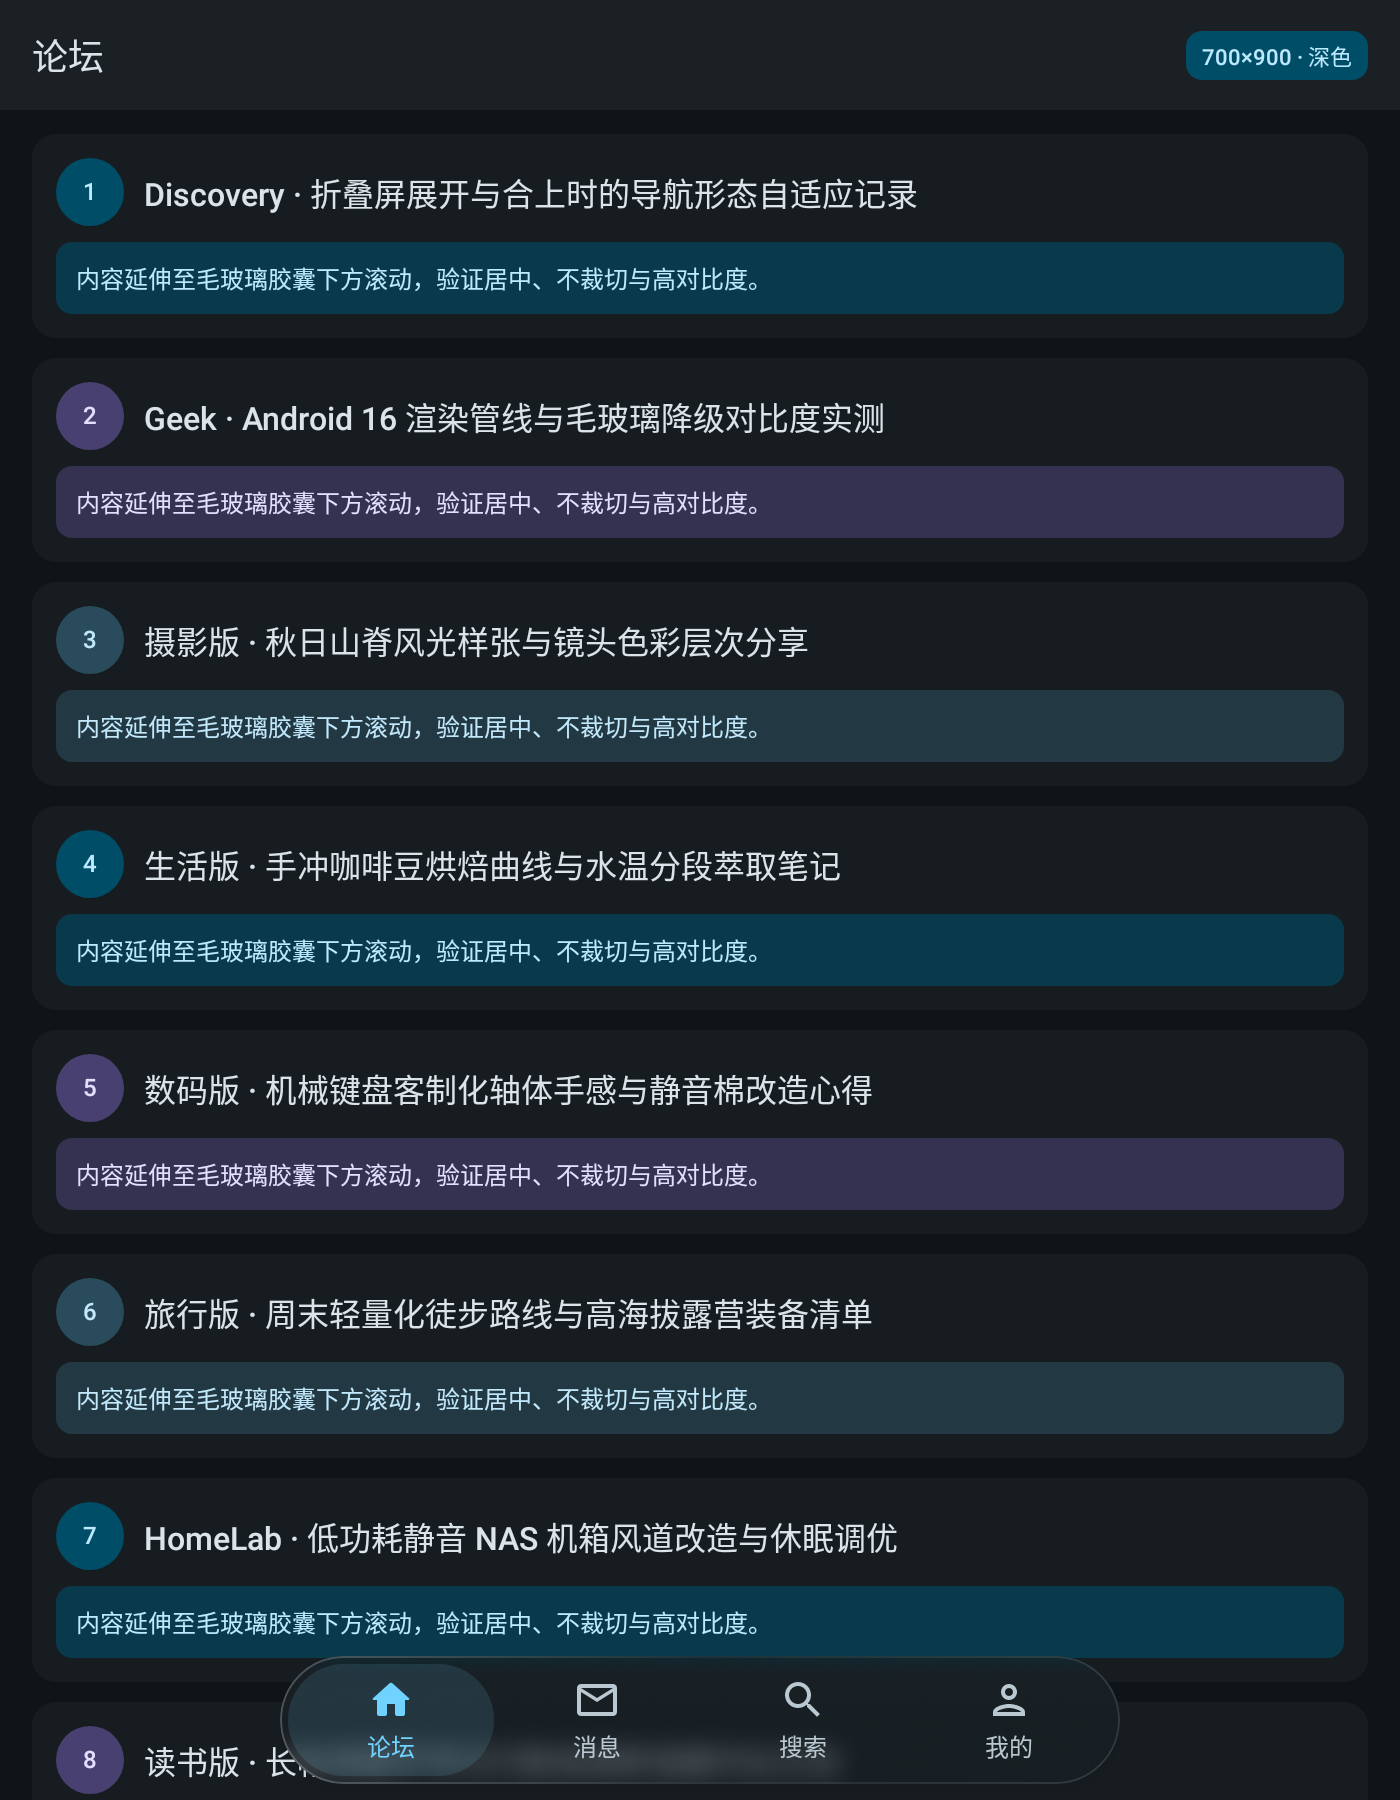 论坛
700×900 · 深色
1
Discovery · 折叠屏展开与合上时的导航形态自适应记录
内容延伸至毛玻璃胶囊下方滚动，验证居中、不裁切与高对比度。
2
Geek · Android 16 渲染管线与毛玻璃降级对比度实测
内容延伸至毛玻璃胶囊下方滚动，验证居中、不裁切与高对比度。
3
摄影版 · 秋日山脊风光样张与镜头色彩层次分享
内容延伸至毛玻璃胶囊下方滚动，验证居中、不裁切与高对比度。
4
生活版 · 手冲咖啡豆烘焙曲线与水温分段萃取笔记
内容延伸至毛玻璃胶囊下方滚动，验证居中、不裁切与高对比度。
5
数码版 · 机械键盘客制化轴体手感与静音棉改造心得
内容延伸至毛玻璃胶囊下方滚动，验证居中、不裁切与高对比度。
6
旅行版 · 周末轻量化徒步路线与高海拔露营装备清单
内容延伸至毛玻璃胶囊下方滚动，验证居中、不裁切与高对比度。
7
HomeLab · 低功耗静音 NAS 机箱风道改造与休眠调优
内容延伸至毛玻璃胶囊下方滚动，验证居中、不裁切与高对比度。
8
读书版 · 长
论坛
消息
搜索
我的